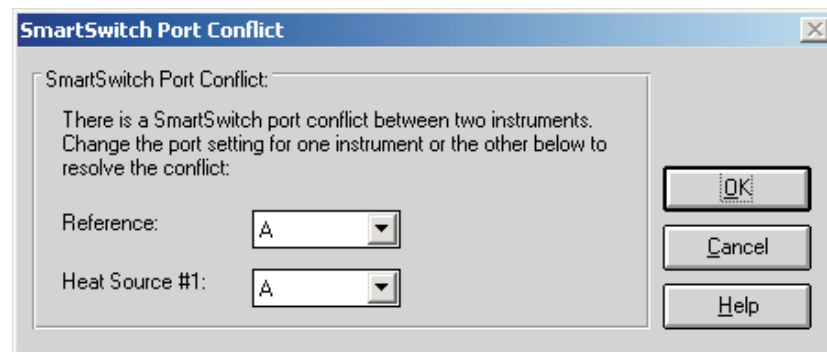 SmartSwitch Port Conflict
SmartSwitch Port Conflict:
There is a SmartSwitch port conflict between two instruments.
Change the port setting for one instrument or the other below to
resolve the conflict:
Reference:
A
Heat Source #1:
A
OK
Cancel
Help